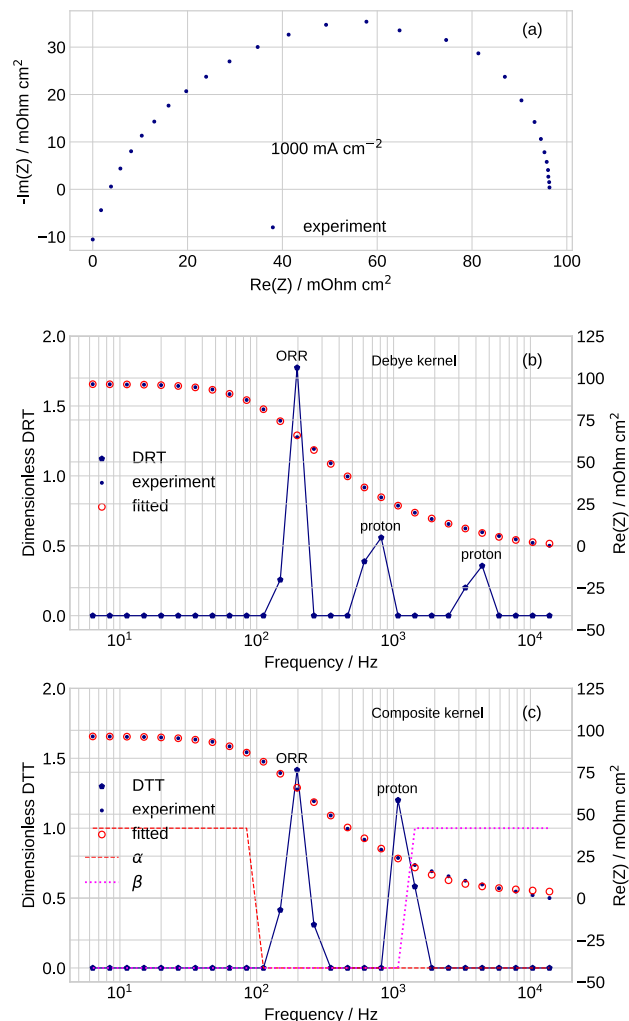 (a)
30
20
10
0
−10
-Im(Z) / mOhm cm²
1000 mA cm⁻²
experiment
0 20 40 60 80 100
Re(Z) / mOhm cm²
2.0
1.5
1.0
0.5
0.0
Dimensionless DRT
ORR
Debye kernel
(b)
DRT
experiment
fitted
proton
proton
125
100
75
50
25
0
−25
−50
Re(Z) / mOhm cm²
10¹ 10² 10³ 10⁴
Frequency / Hz
2.0
1.5
1.0
0.5
0.0
Dimensionless DTT
ORR
Composite kernel
(c)
DTT
experiment
fitted
α
β
proton
125
100
75
50
25
0
−25
−50
Re(Z) / mOhm cm²
10¹ 10² 10³ 10⁴
Frequency / Hz